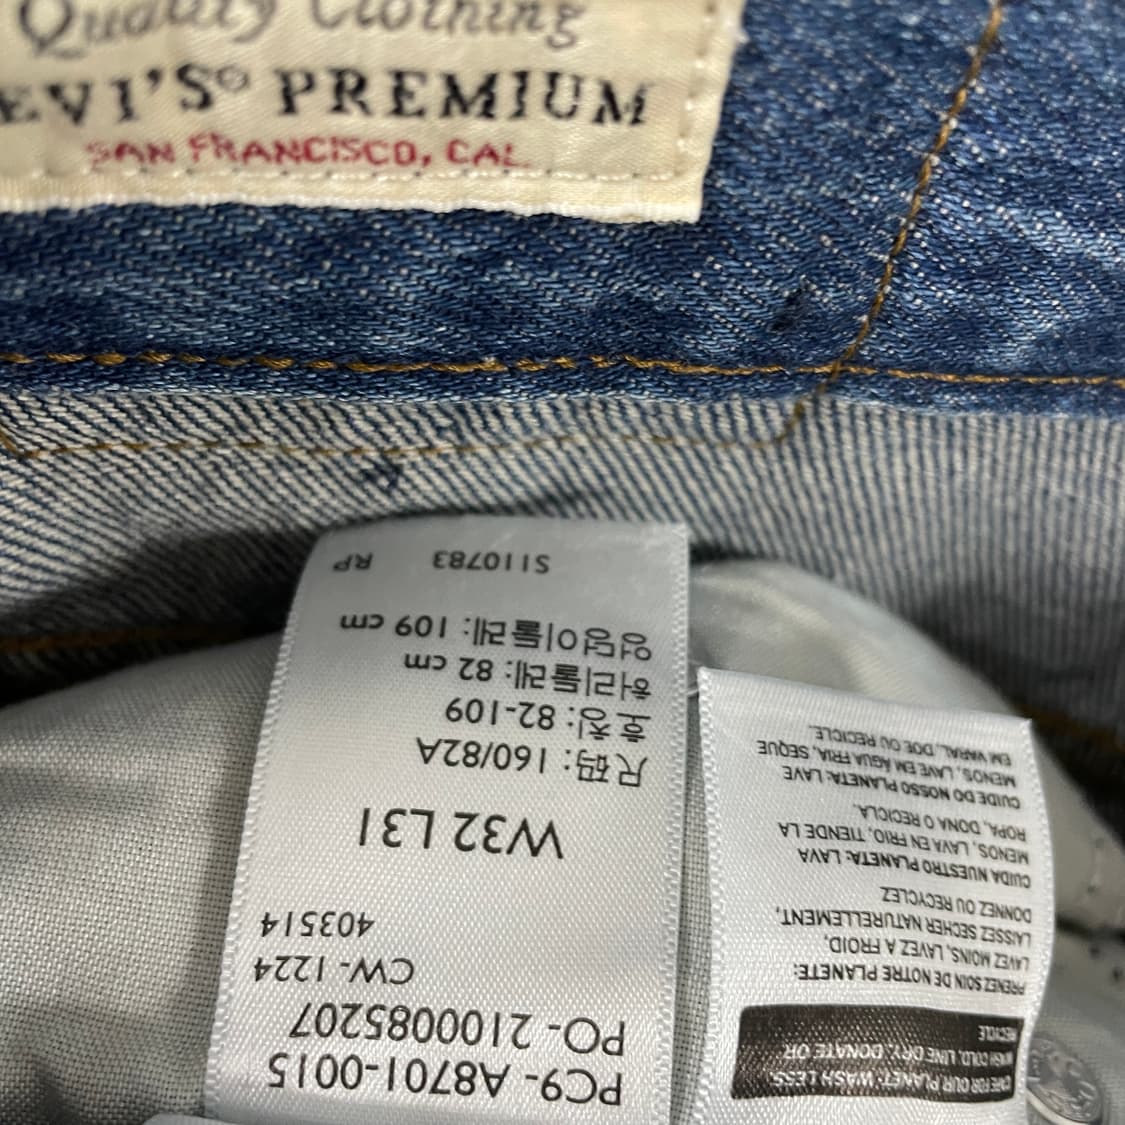 Quality Clothing
EVI'S® PREMIUM
SAN FRANCISCO, CAL.
PC9- A8701-0015
PO- 2100085207
CW- 1224
403514
W32 L31
尺码: 160/82A
호칭: 82-109
허리둘레: 82 cm
엉덩이둘레: 109 cm
S110783 RP
CARE FOR OUR PLANET: WASH LESS,
WASH COLD, LINE DRY, DONATE OR
RECYCLE
PRENEZ SOIN DE NOTRE PLANETE:
LAVEZ MOINS, LAVEZ A FROID,
LAISSEZ SECHER NATURELLEMENT,
DONNEZ OU RECYCLEZ
CUIDA NUESTRO PLANETA: LAVA
MENOS, LAVA EN FRIO, TIENDE LA
ROPA, DONA O RECICLA.
CUIDE DO NOSSO PLANETA: LAVE
MENOS, LAVE EM ÁGUA FRIA, SEQUE
EM VARAL, DOE OU RECICLE.